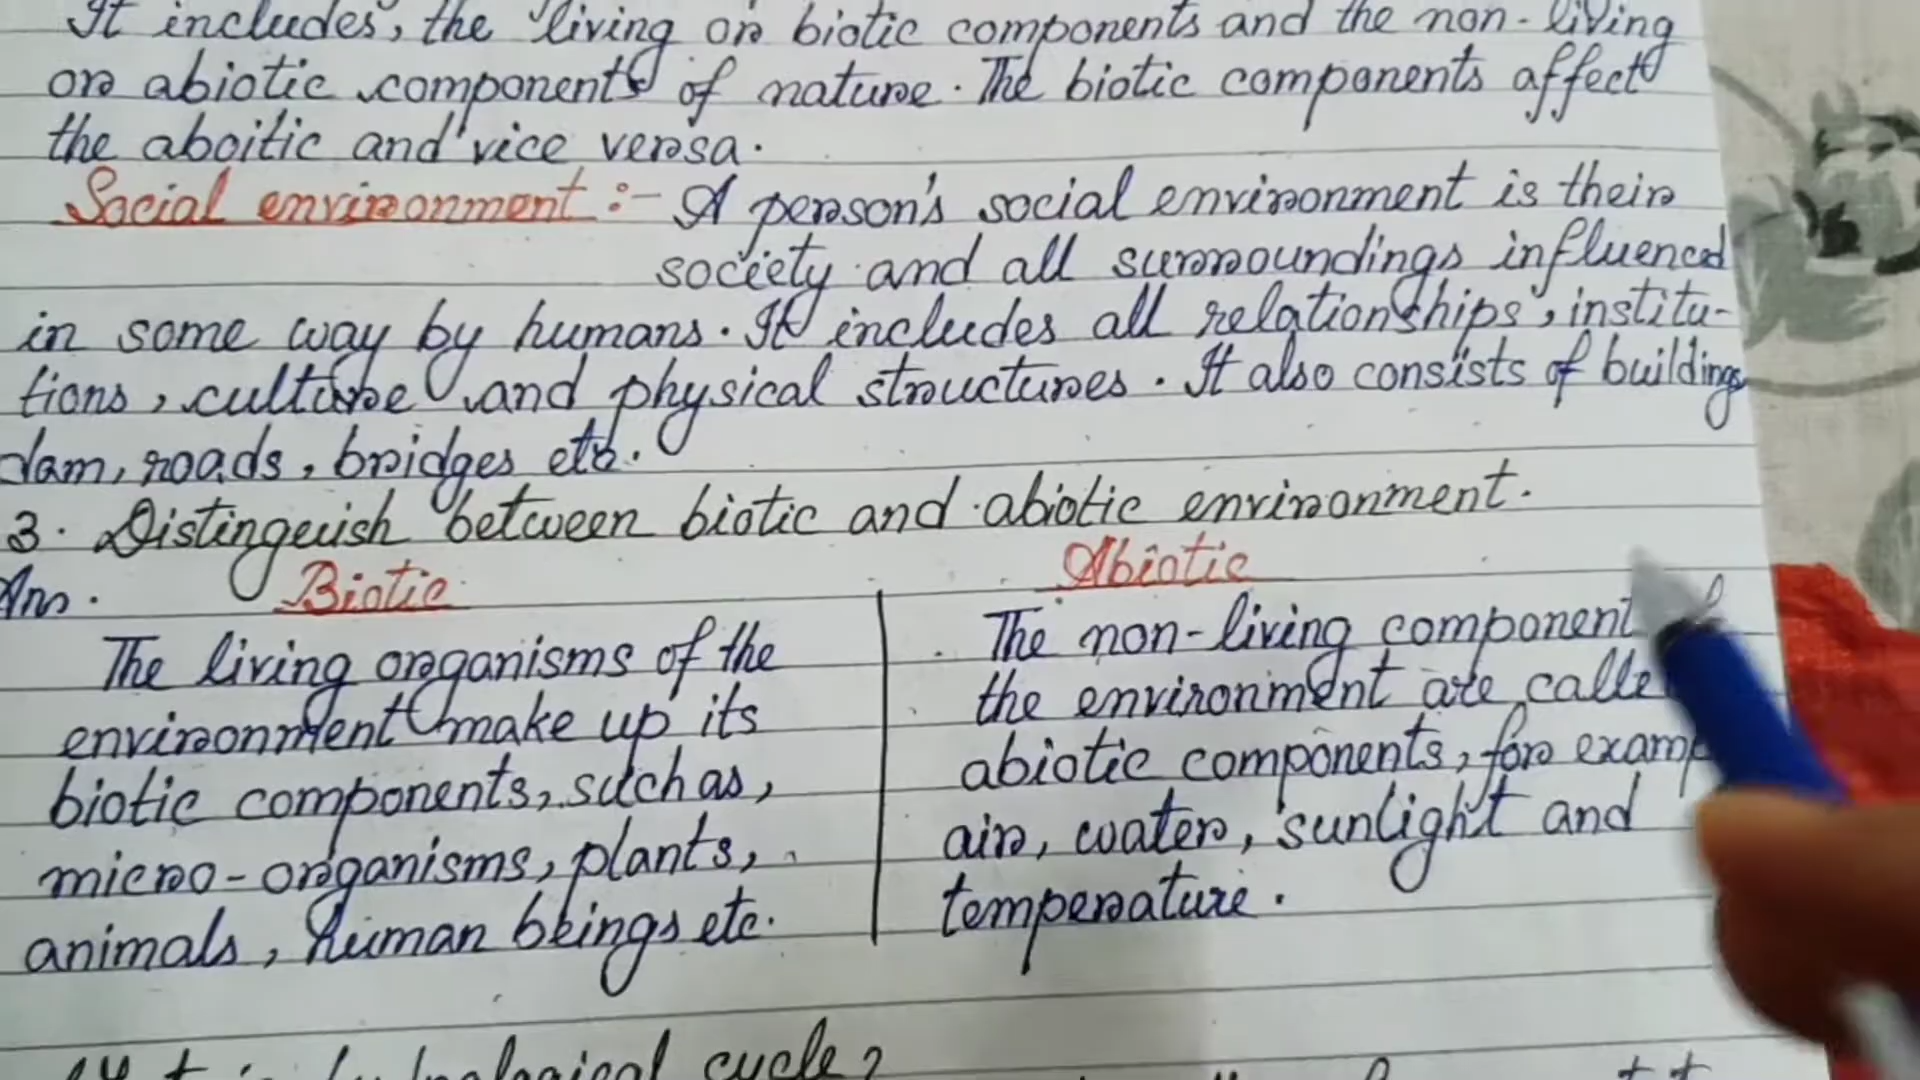 It includes, the living or biotic components and the non-living
or abiotic components of nature. The biotic components affect
the aboitic and vice versa.
Social environment :- A person's social environment is their
society and all surroundings influenced
in some way by humans. It includes all relationships, institu-
tions, culture and physical structures. It also consists of buildings
dam, roads, bridges etc.
3. Distinguish between biotic and abiotic environment.
Ans.
Biotic
The living organisms of the
environment make up its
biotic components, such as,
micro-organisms, plants,
animals, human beings etc.
Abiotic
The non-living component
the environment are calle
abiotic components, for examp
air, water, sunlight and
temperature.
hydrological cycle?